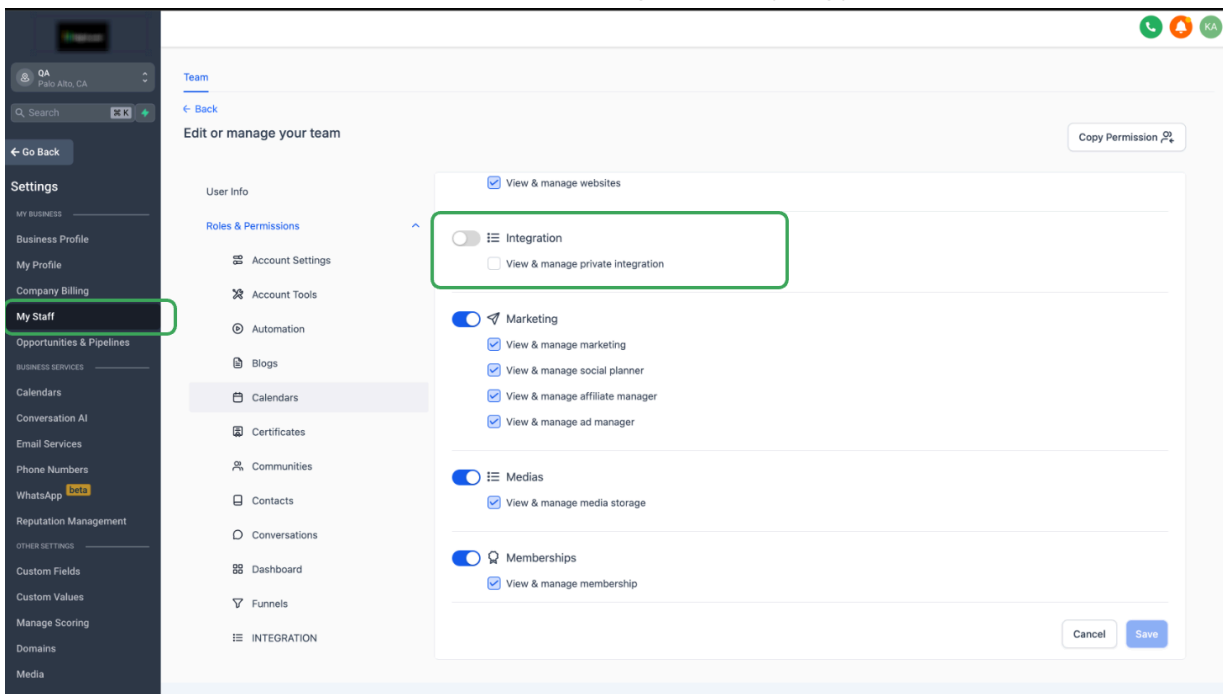 KA
QA
Palo Alto, CA
Search
⌘ K
← Go Back
Settings
MY BUSINESS
Business Profile
My Profile
Company Billing
My Staff
Opportunities & Pipelines
BUSINESS SERVICES
Calendars
Conversation AI
Email Services
Phone Numbers
WhatsApp beta
Reputation Management
OTHER SETTINGS
Custom Fields
Custom Values
Manage Scoring
Domains
Media
Team
← Back
Edit or manage your team
Copy Permission
User Info
Roles & Permissions
Account Settings
Account Tools
Automation
Blogs
Calendars
Certificates
Communities
Contacts
Conversations
Dashboard
Funnels
INTEGRATION
View & manage websites
Integration
View & manage private integration
Marketing
View & manage marketing
View & manage social planner
View & manage affiliate manager
View & manage ad manager
Medias
View & manage media storage
Memberships
View & manage membership
Cancel
Save